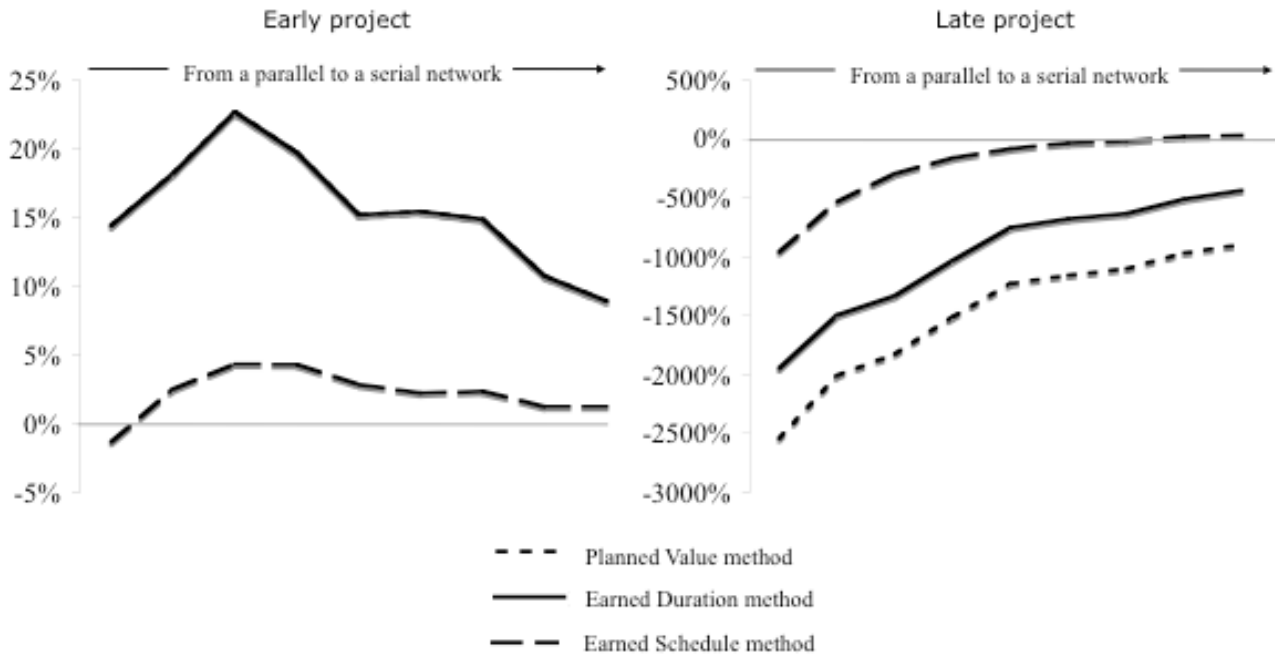 Early project
From a parallel to a serial network
25%
20%
15%
10%
5%
0%
-5%
Late project
From a parallel to a serial network
500%
0%
-500%
-1000%
-1500%
-2000%
-2500%
-3000%
Planned Value method
Earned Duration method
Earned Schedule method